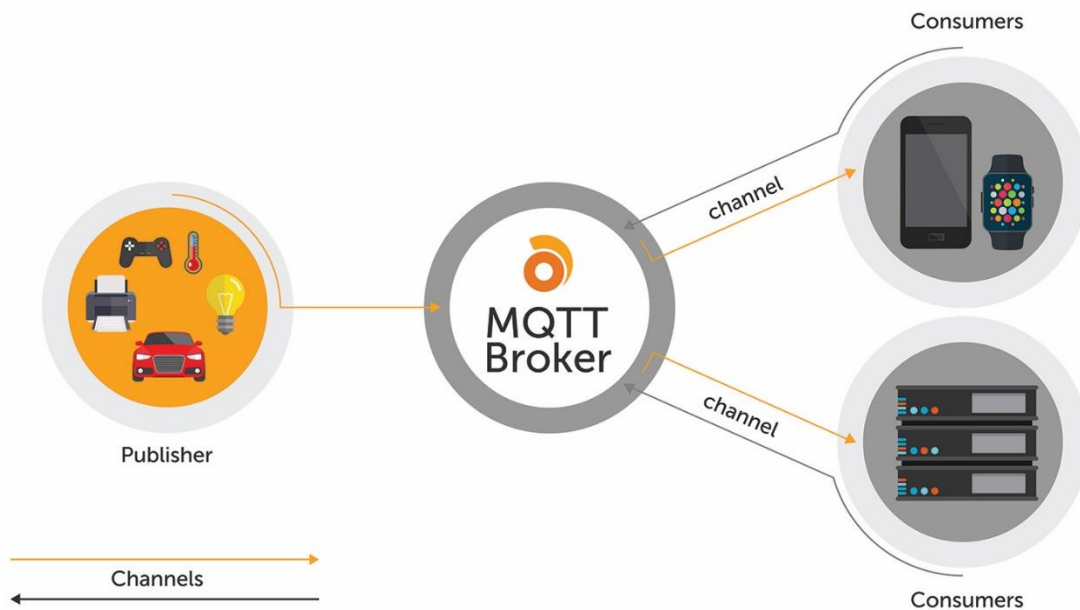 Consumers
channel
MQTT
Broker
channel
Publisher
Channels
Consumers